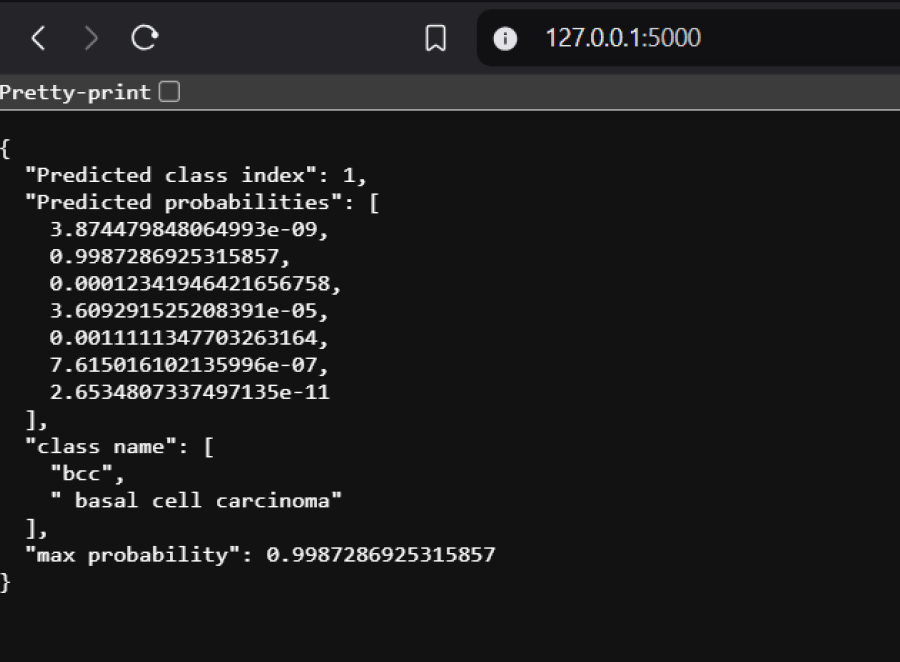 127.0.0.1:5000
Pretty-print
{
"Predicted class index": 1,
"Predicted probabilities": [
3.874479848064993e-09,
0.9987286925315857,
0.00012341946421656758,
3.609291525208391e-05,
0.0011111347703263164,
7.615016102135996e-07,
2.6534807337497135e-11
],
"class name": [
"bcc",
" basal cell carcinoma"
],
"max probability": 0.9987286925315857
}